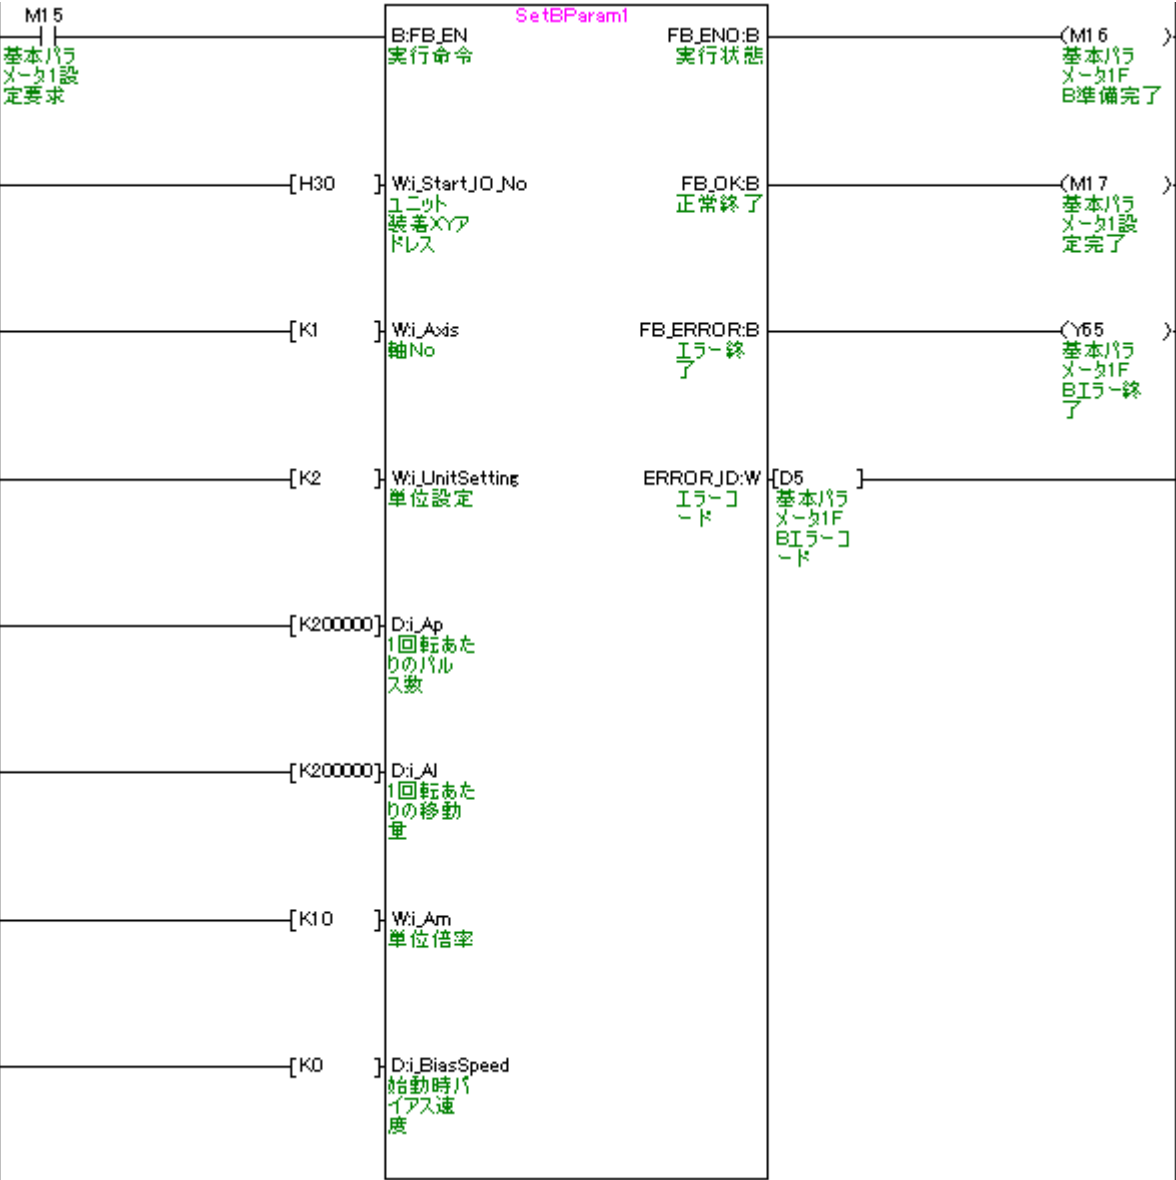 SetBParam1
M15
基本パラ
メータ1設
定要求
B:FB_EN
実行命令
FB_ENO:B
実行状態
(M16 )
基本パラ
メータ1F
B準備完了
[H30 ]
W:i_Start_IO_No
ユニット
装着XYア
ドレス
FB_OK:B
正常終了
(M17 )
基本パラ
メータ1設
定完了
[K1 ]
W:i_Axis
軸No
FB_ERROR:B
エラー終
了
(Y55 )
基本パラ
メータ1F
Bエラー終
了
[K2 ]
W:i_UnitSetting
単位設定
ERROR_ID:W
エラーコ
ード
[D5 ]
基本パラ
メータ1F
Bエラーコ
ード
[K200000]
D:i_Ap
1回転あた
りのパル
ス数
[K200000]
D:i_Al
1回転あた
りの移動
量
[K10 ]
W:i_Am
単位倍率
[K0 ]
D:i_BiasSpeed
始動時バ
イアス速
度